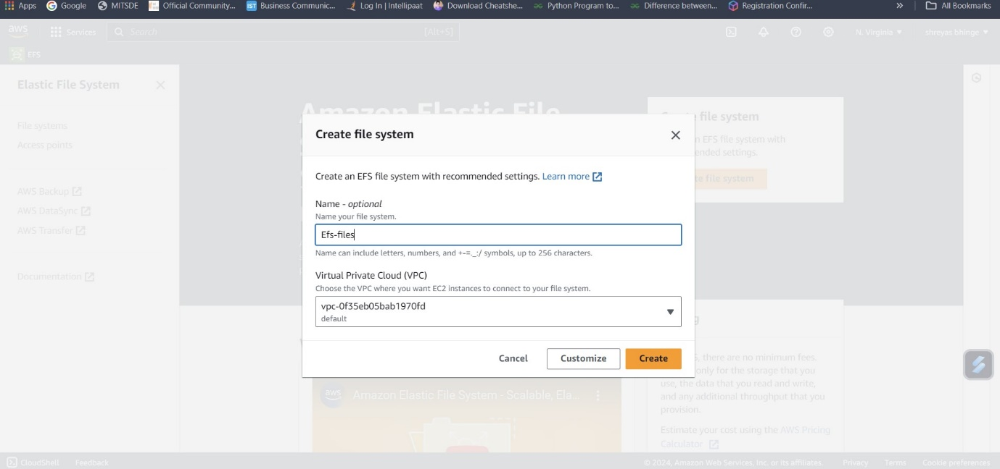 Apps Google MITSDE Official Community... Business Communic... Log In | Intellipaat Download Cheatshe... Python Program to... Difference between... Registration Confir... » All Bookmarks
aws Services Search [Alt+S] N. Virginia shreyas bhinge
EFS
Elastic File System
File systems
Access points
AWS Backup
AWS DataSync
AWS Transfer
Documentation
Amazon Elastic File
file system
n EFS file system with
ended settings.
te file system
Create file system
Create an EFS file system with recommended settings. Learn more
Name - optional
Name your file system.
Efs-files
Name can include letters, numbers, and +-=._:/ symbols, up to 256 characters.
Virtual Private Cloud (VPC)
Choose the VPC where you want EC2 instances to connect to your file system.
vpc-0f35eb05bab1970fd
default
Cancel Customize Create
aws Amazon Elastic File System - Scalable, Ela...
g
S, there are no minimum fees.
only for the storage that you
use, the data that you read and write,
and any additional throughput that you
provision.
Estimate your cost using the AWS Pricing
Calculator
CloudShell Feedback © 2024, Amazon Web Services, Inc. or its affiliates. Privacy Terms Cookie preferences